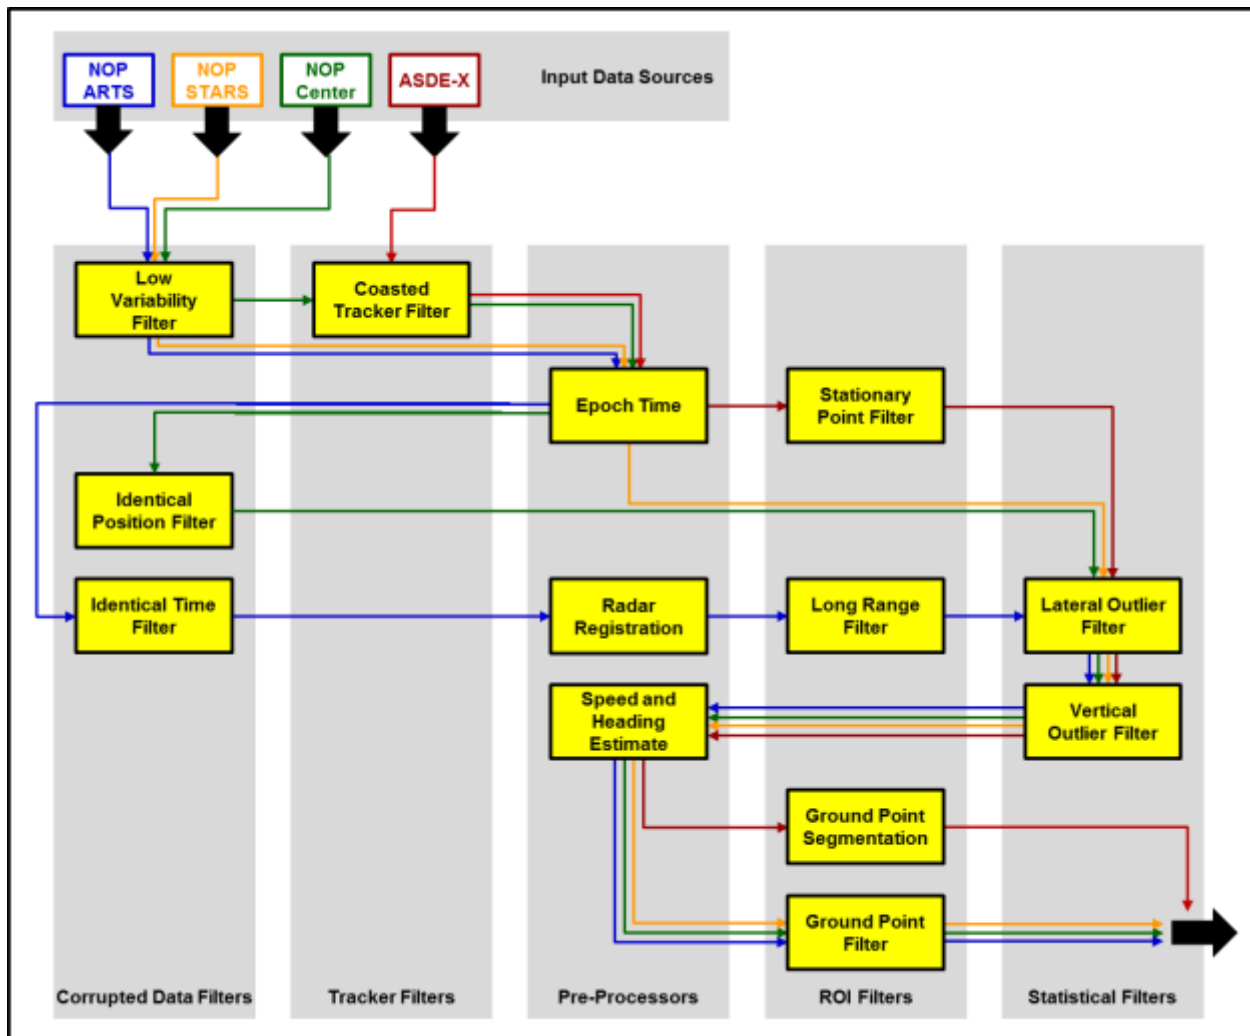 NOP
ARTS
NOP
STARS
NOP
Center
ASDE-X
Input Data Sources
Low
Variability
Filter
Coasted
Tracker Filter
Epoch Time
Stationary
Point Filter
Identical
Position Filter
Identical Time
Filter
Radar
Registration
Long Range
Filter
Lateral Outlier
Filter
Speed and
Heading
Estimate
Vertical
Outlier Filter
Ground Point
Segmentation
Ground Point
Filter
Corrupted Data Filters
Tracker Filters
Pre-Processors
ROI Filters
Statistical Filters